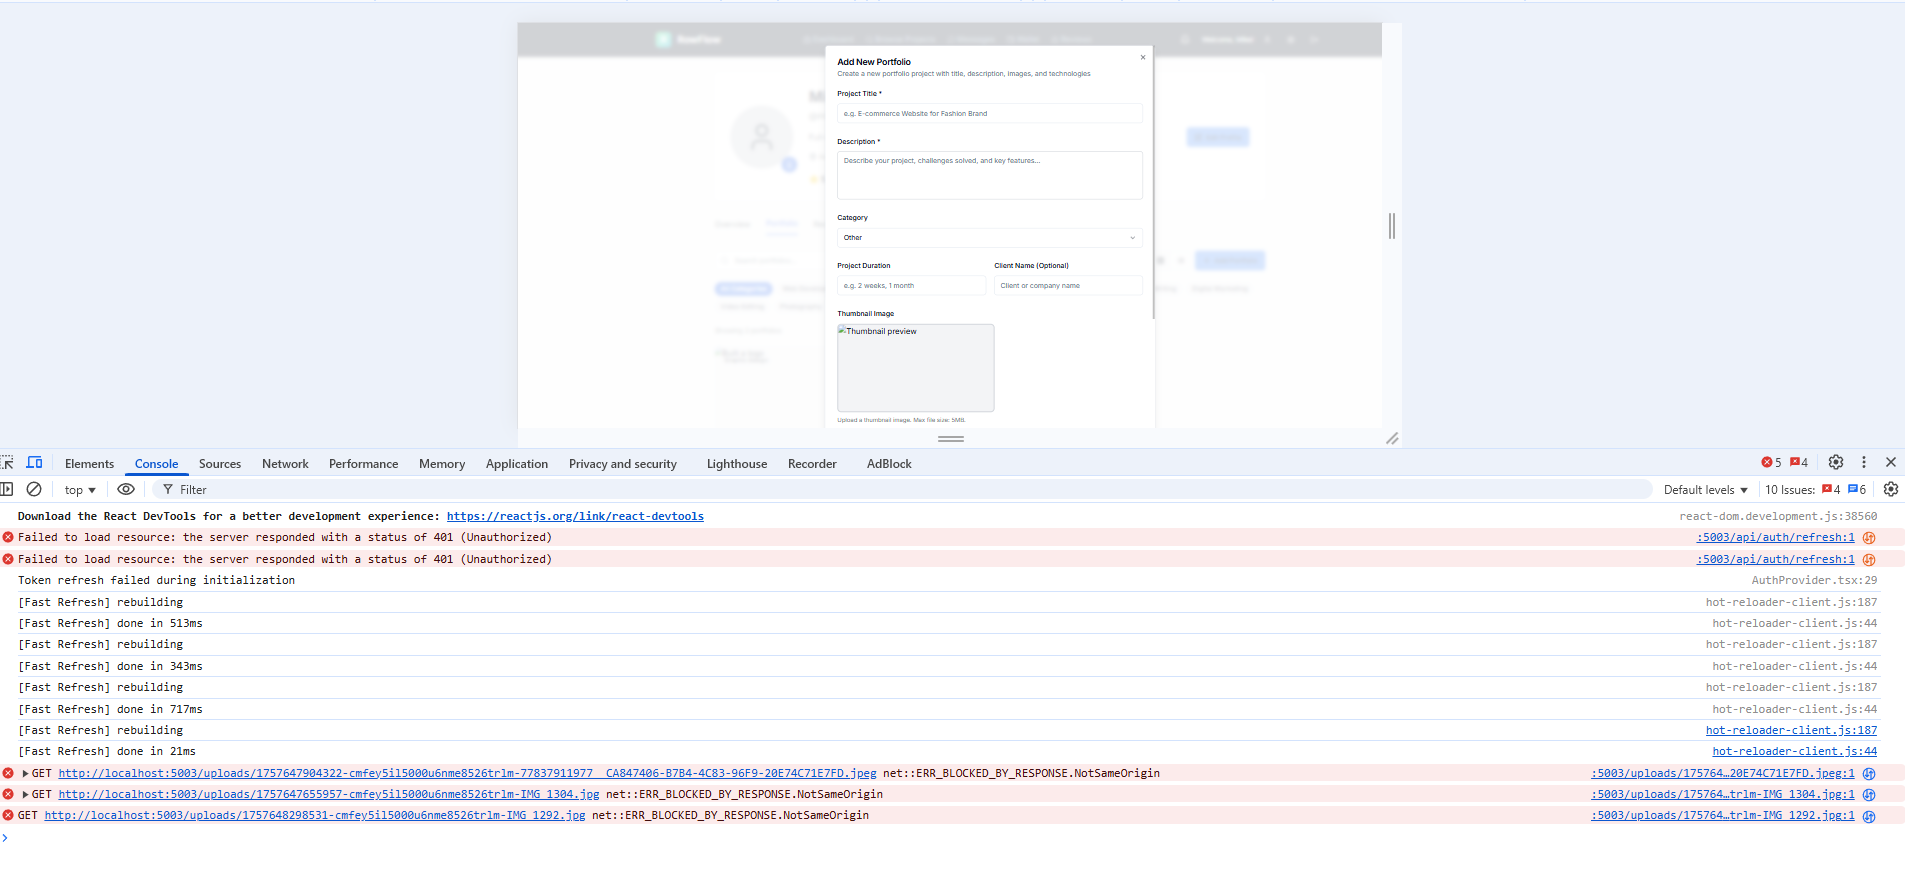 Add New Portfolio
Create a new portfolio project with title, description, images, and technologies
Project Title *
e.g. E-commerce Website for Fashion Brand
Description *
Describe your project, challenges solved, and key features...
Category
Other
Project Duration
Client Name (Optional)
e.g. 2 weeks, 1 month
Client or company name
Thumbnail Image
Thumbnail preview
Upload a thumbnail image. Max file size: 5MB.
Elements Console Sources Network Performance Memory Application Privacy and security Lighthouse Recorder AdBlock 5 4
top Filter Default levels 10 Issues: 4 6
Download the React DevTools for a better development experience: https://reactjs.org/link/react-devtools react-dom.development.js:38560
Failed to load resource: the server responded with a status of 401 (Unauthorized) :5003/api/auth/refresh:1
Failed to load resource: the server responded with a status of 401 (Unauthorized) :5003/api/auth/refresh:1
Token refresh failed during initialization AuthProvider.tsx:29
[Fast Refresh] rebuilding hot-reloader-client.js:187
[Fast Refresh] done in 513ms hot-reloader-client.js:44
[Fast Refresh] rebuilding hot-reloader-client.js:187
[Fast Refresh] done in 343ms hot-reloader-client.js:44
[Fast Refresh] rebuilding hot-reloader-client.js:187
[Fast Refresh] done in 717ms hot-reloader-client.js:44
[Fast Refresh] rebuilding hot-reloader-client.js:187
[Fast Refresh] done in 21ms hot-reloader-client.js:44
GET http://localhost:5003/uploads/1757647904322-cmfey5il5000u6nme8526trlm-77837911977__CA847406-B7B4-4C83-96F9-20E74C71E7FD.jpeg net::ERR_BLOCKED_BY_RESPONSE.NotSameOrigin :5003/uploads/175764…20E74C71E7FD.jpeg:1
GET http://localhost:5003/uploads/1757647655957-cmfey5il5000u6nme8526trlm-IMG_1304.jpg net::ERR_BLOCKED_BY_RESPONSE.NotSameOrigin :5003/uploads/175764…trlm-IMG_1304.jpg:1
GET http://localhost:5003/uploads/1757648298531-cmfey5il5000u6nme8526trlm-IMG_1292.jpg net::ERR_BLOCKED_BY_RESPONSE.NotSameOrigin :5003/uploads/175764…trlm-IMG_1292.jpg:1